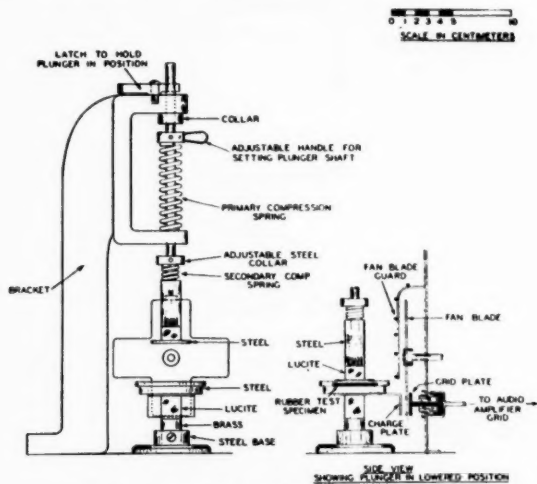 0 1 2 3 4 5 10
SCALE IN CENTIMETERS
LATCH TO HOLD
PLUNGER IN POSITION
COLLAR
ADJUSTABLE HANDLE FOR
SETTING PLUNGER SHAFT
PRIMARY COMPRESSION
SPRING
ADJUSTABLE STEEL
COLLAR
SECONDARY COMP
SPRING
BRACKET
STEEL
STEEL
LUCITE
BRASS
STEEL BASE
FAN BLADE
GUARD
FAN BLADE
STEEL
LUCITE
GRID PLATE
RUBBER TEST
SPECIMEN
TO AUDIO
AMPLIFIER
GRID
CHARGE
PLATE
SIDE VIEW
SHOWING PLUNGER IN LOWERED POSITION